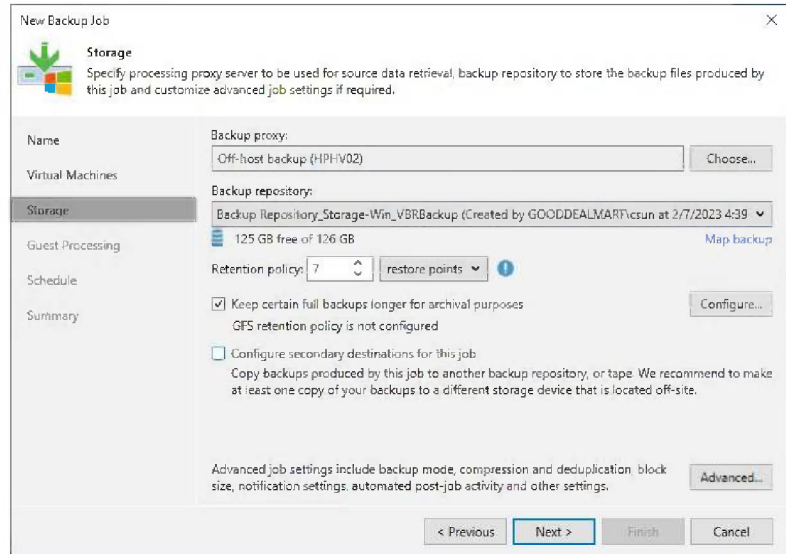 New Backup Job
Storage
Specify processing proxy server to be used for source data retrieval, backup repository to store the backup files produced by
this job and customize advanced job settings if required.
Name
Virtual Machines
Storage
Guest Processing
Schedule
Summary
Backup proxy:
Off-host backup (HPHV02)
Choose...
Backup repository:
Backup Repository_Storage-Win_VBRBackup (Created by GOODDEALMART\csun at 2/7/2023 4:39
125 GB free of 126 GB
Map backup
Retention policy: 7 restore points
Keep certain full backups longer for archival purposes
Configure...
GFS retention policy is not configured
Configure secondary destinations for this job
Copy backups produced by this job to another backup repository, or tape. We recommend to make
at least one copy of your backups to a different storage device that is located off-site.
Advanced job settings include backup mode, compression and deduplication, block
size, notification settings, automated post-job activity and other settings.
Advanced...
< Previous
Next >
Finish
Cancel